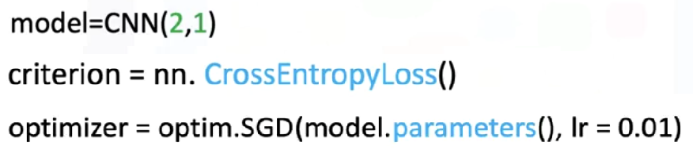 model=CNN(2,1)
criterion = nn. CrossEntropyLoss()
optimizer = optim.SGD(model.parameters(), lr = 0.01)